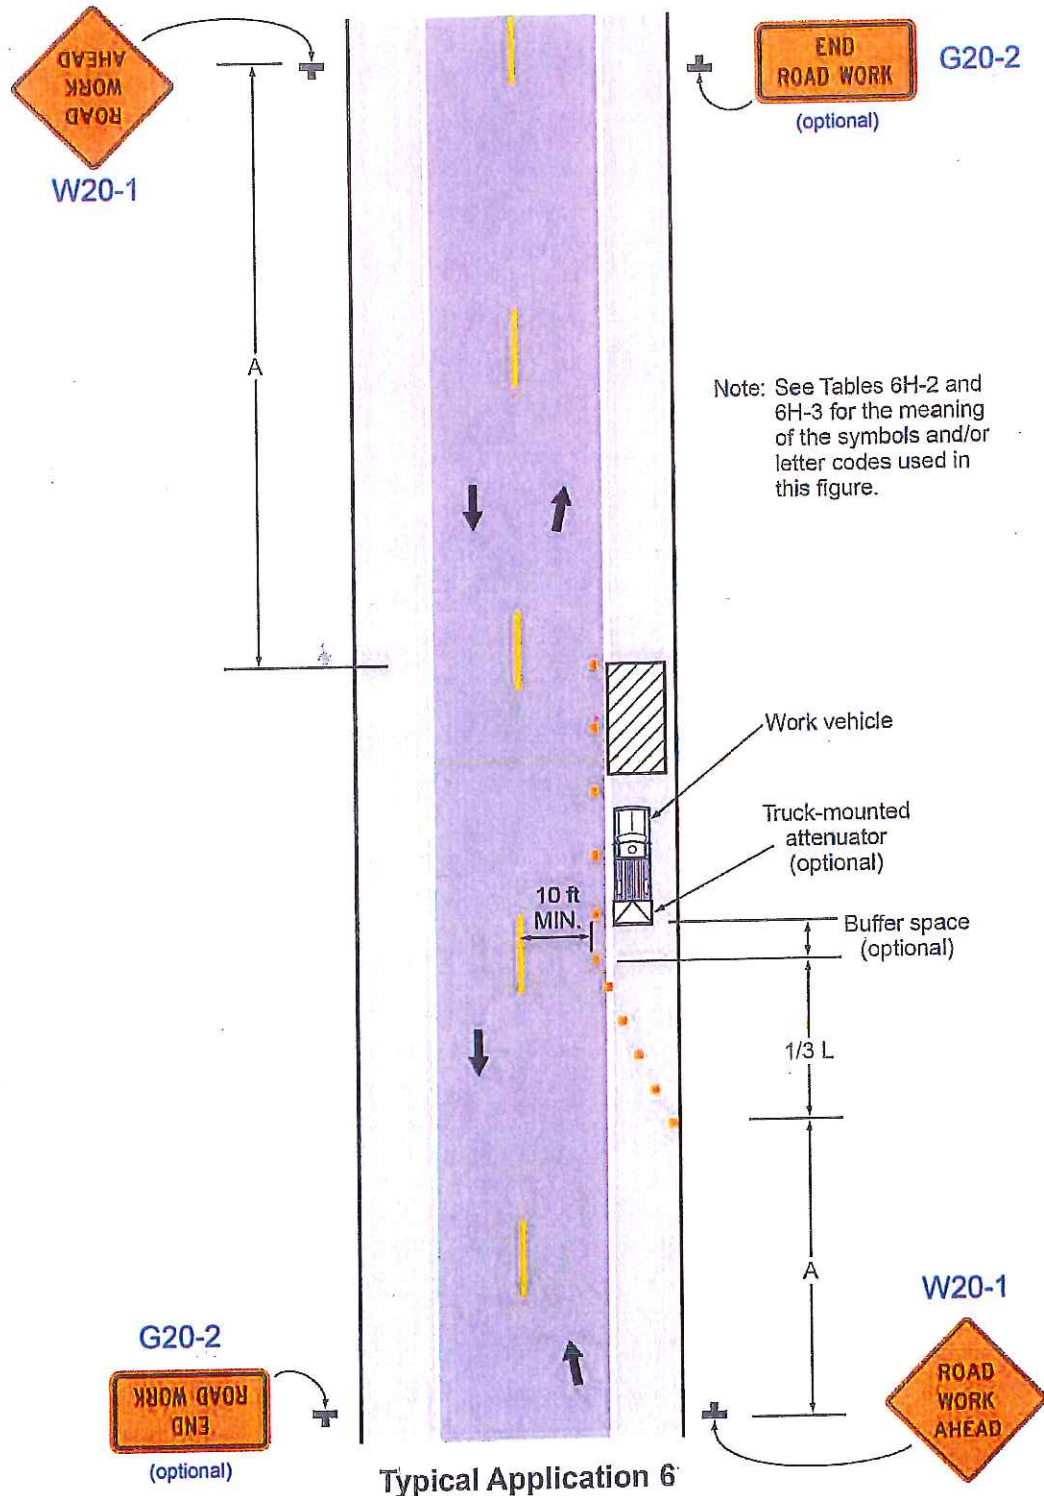 AHEAD
WORK
ROAD
W20-1
END
ROAD WORK
(optional)
G20-2
A
Note: See Tables 6H-2 and
6H-3 for the meaning
of the symbols and/or
letter codes used in
this figure.
Work vehicle
Truck-mounted
attenuator
(optional)
10 ft
MIN.
Buffer space
(optional)
1/3 L
A
W20-1
ROAD
WORK
AHEAD
G20-2
ROAD WORK
END
(optional)
Typical Application 6